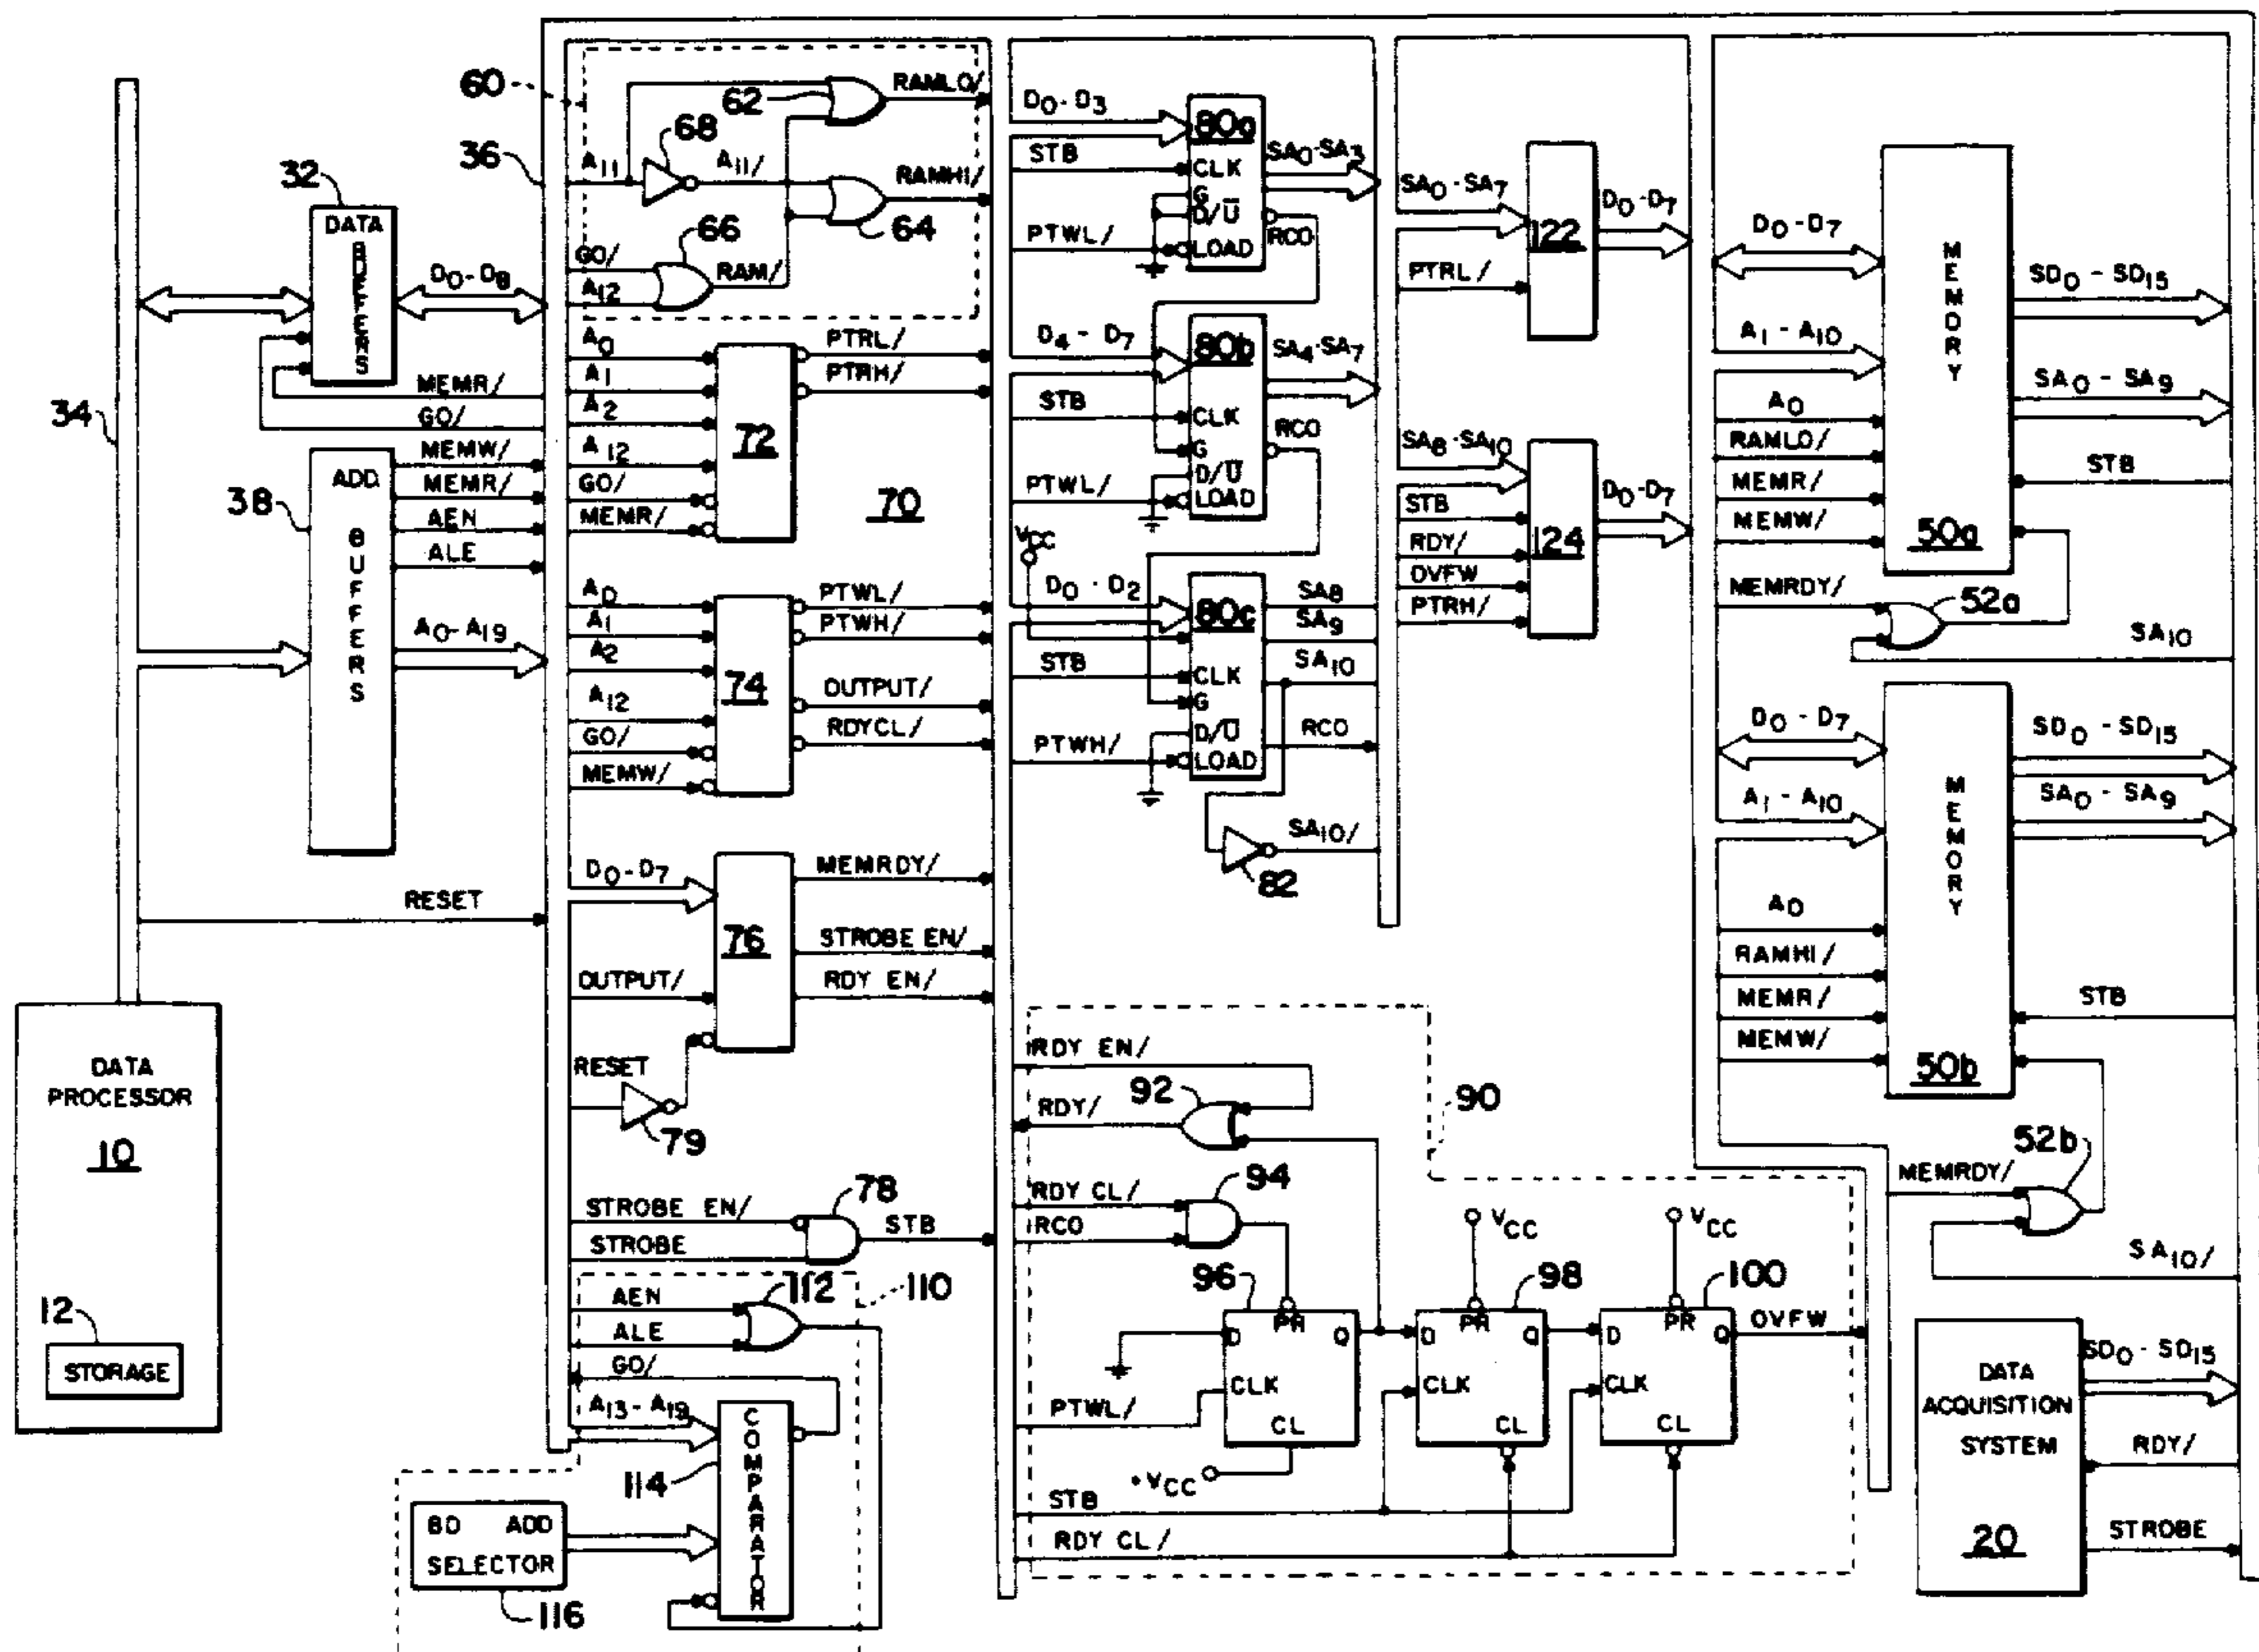 34
DATA
PROCESSOR
10
12
STORAGE
32
DATA
BUFFERS
D0-D8
MEMR/
GO/
38
ADD.
BUFFERS
MEMW/
MEMR/
AEN
ALE
A0-A19
RESET
36
60
62
RAMLO/
68
A11
A11/
RAMHI/
64
66
GO/
A12
RAM/
A0
A1
A2
A12
GO/
MEMR/
72
PTRL/
PTRH/
70
A0
A1
A2
A12
GO/
MEMW/
74
PTWL/
PTWH/
OUTPUT/
RDYCL/
D0-D7
OUTPUT/
RESET
79
76
MEMRDY/
STROBE EN/
RDY EN/
STROBE EN/
STROBE
78
STB
AEN
ALE
112
110
GO/
A13-A19
COMPARATOR
114
BD ADD
SELECTOR
116
D0-D3
STB
PTWL/
80a
CLK
G
D/U̅
LOAD
SA0-SA3
RCO
D4-D7
STB
PTWL/
80b
CLK
G
D/U̅
LOAD
SA4-SA7
RCO
VCC
D0-D2
STB
PTWH/
80c
CLK
G
D/U̅
LOAD
SA8
SA9
SA10
RCO
SA10/
82
SA0-SA7
PTRL/
122
D0-D7
SA8-SA10
STB
RDY/
OVFW
PTRH/
124
D0-D7
RDY EN/
92
RDY/
90
RDY CL/
RCO
94
96
D
PR
Q
CLK
CL
PTWL/
+VCC
VCC
98
D
PR
Q
CLK
CL
VCC
100
D
PR
Q
CLK
CL
OVFW
STB
RDY CL/
D0-D7
A1-A10
A0
RAMLO/
MEMR/
MEMW/
MEMORY
50a
SD0-SD15
SA0-SA9
STB
MEMRDY/
52a
SA10
D0-D7
A1-A10
A0
RAMHI/
MEMR/
MEMW/
MEMORY
50b
SD0-SD15
SA0-SA9
STB
MEMRDY/
52b
SA10/
DATA
ACQUISITION
SYSTEM
20
SD0-SD15
RDY/
STROBE